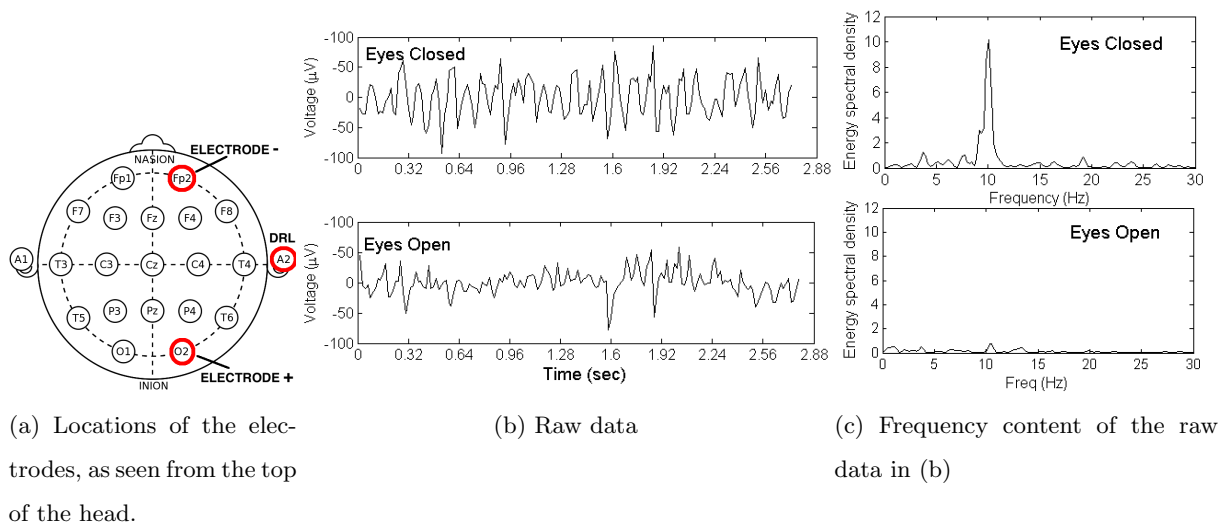 ELECTRODE -
NASION
Fp1 Fp2
F7 F3 Fz F4 F8
DRL
A1 T3 C3 Cz C4 T4 A2
T5 P3 Pz P4 T6
O1 O2
ELECTRODE +
INION
(a) Locations of the elec-
trodes, as seen from the top
of the head.
Eyes Closed
Voltage (μV)
-100
-50
0
50
-100
0 0.32 0.64 0.96 1.28 1.6 1.92 2.24 2.56 2.88
Eyes Open
Voltage (μV)
-100
-50
0
-50
-100
0 0.32 0.64 0.96 1.28 1.6 1.92 2.24 2.56 2.88
Time (sec)
(b) Raw data
Eyes Closed
Energy spectral density
12
10
8
6
4
2
0
0 5 10 15 20 25 30
Frequency (Hz)
Eyes Open
Energy spectral density
12
10
8
6
4
2
0
0 5 10 15 20 25 30
Freq (Hz)
(c) Frequency content of the raw
data in (b)